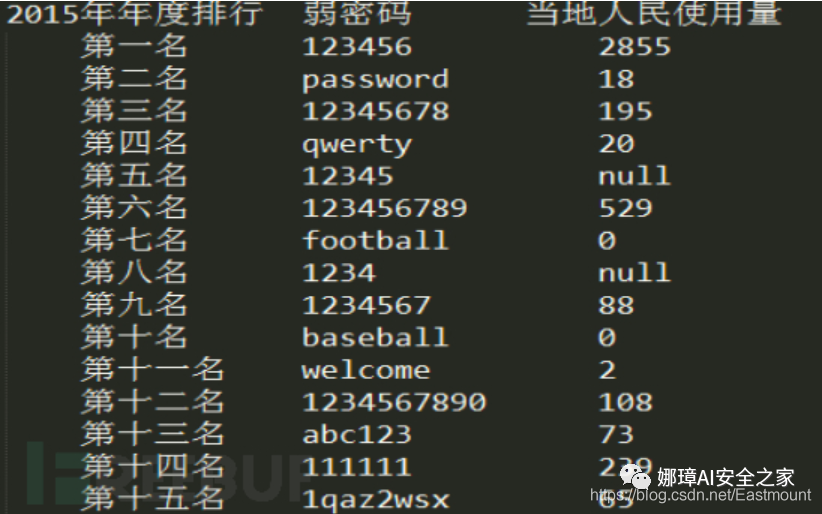 2015年年度排行 弱密码 当地人民使用量
第一名 123456 2855
第二名 password 18
第三名 12345678 195
第四名 qwerty 20
第五名 12345 null
第六名 123456789 529
第七名 football 0
第八名 1234 null
第九名 1234567 88
第十名 baseball 0
第十一名 welcome 2
第十二名 1234567890 108
第十三名 abc123 73
第十四名 111111
第十五名 1qaz2wsx
REEBUF
娜璋AI安全之家
https://blog.csdn.net/Eastmount